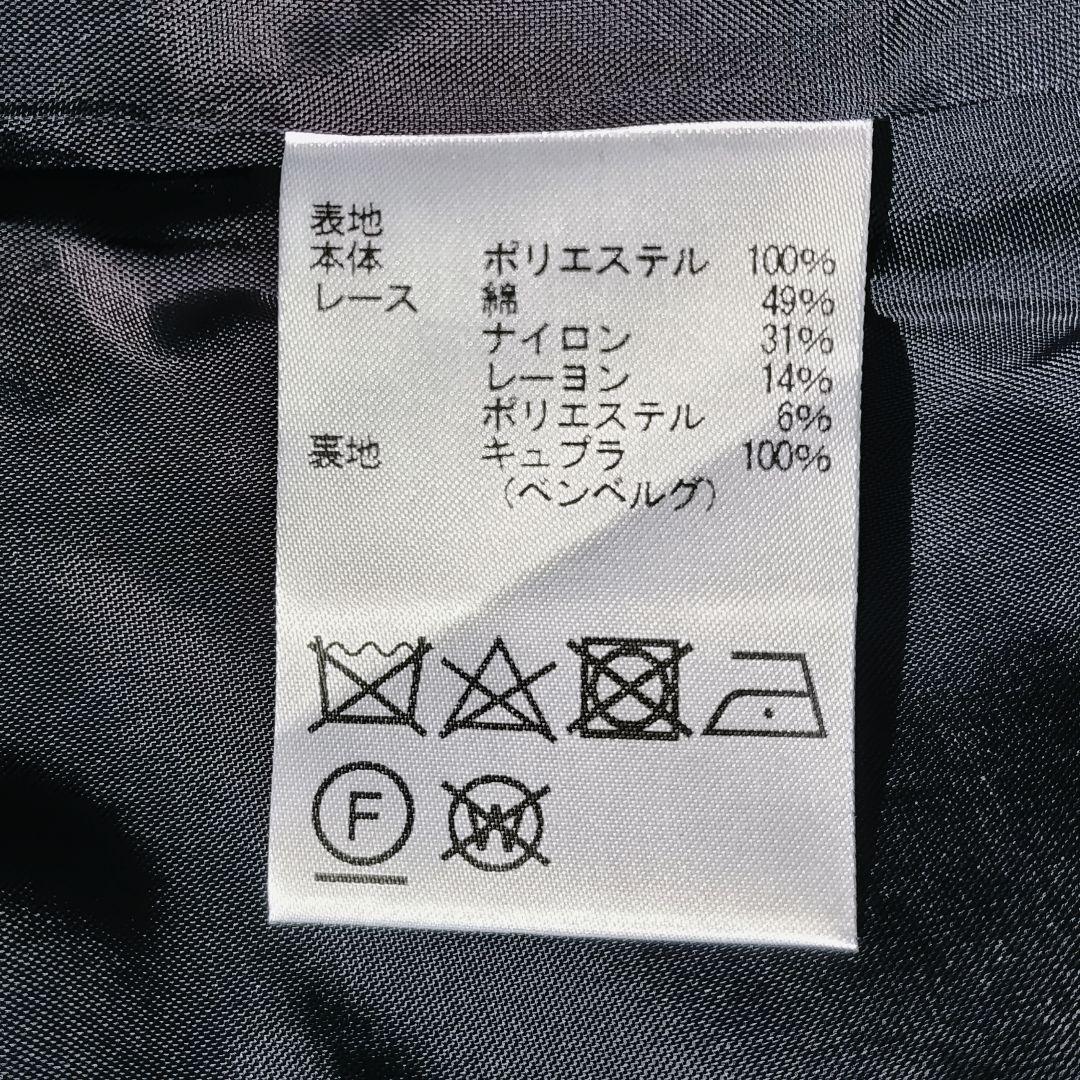 表地
本体 ポリエステル 100%
レース 綿 49%
ナイロン 31%
レーヨン 14%
ポリエステル 6%
裏地 キュプラ 100%
(ベンベルグ)
F W